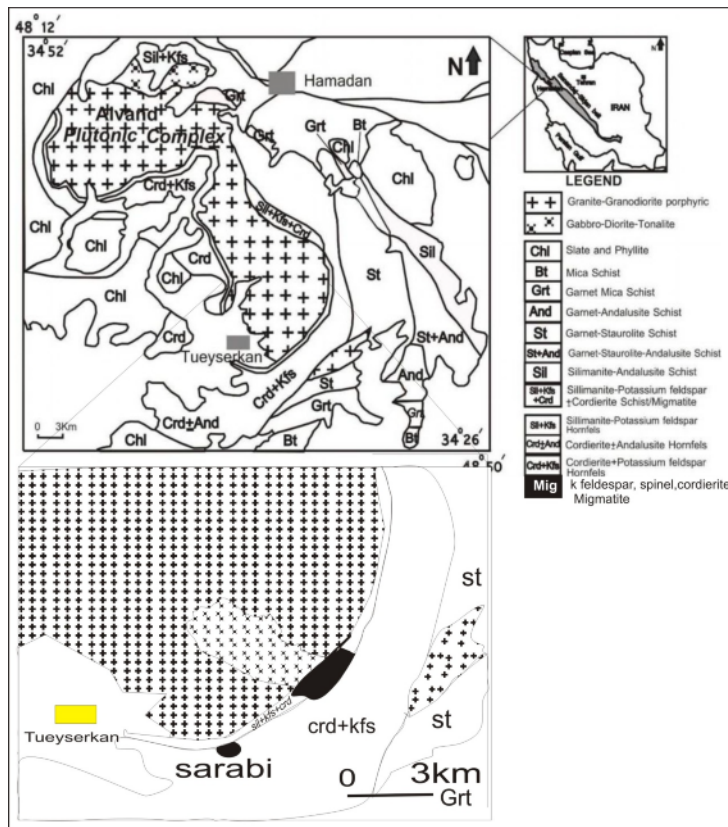 48° 12'
34° 52'
Sil+Kfs
Chl
Grt
Hamadan
N
Alvand
Plutonic Complex
Grt
Grt
Bt
Chl
Chl
Crd+Kfs
Sil+Kfs+Crd
Chl
Chl
Crd
Chl
Chl
Sil
St
Crd
Tueyserkan
St+And
Crd+Kfs
St
And
Grt
Grt
Crd±And
Chl
Bt
Bt
0 3Km
34° 26'
48° 50'
Caspian Sea
Tehran
IRAN
LEGEND
Granite-Granodiorite porphyric
Gabbro-Diorite-Tonalite
Chl Slate and Phyllite
Bt Mica Schist
Grt Garnet Mica Schist
And Garnet-Andalusite Schist
St Garnet-Staurolite Schist
St+And Garnet-Staurolite-Andalusite Schist
Sil Silimanite-Andalusite Schist
Sil+Kfs Sillimanite-Potassium feldspar
+Crd ±Cordierite Schist/Migmatite
Sil+Kfs Sillimanite-Potassium feldspar
Hornfels
Crd±And Cordierite±Andalusite Hornfels
Crd+Kfs Cordierite+Potassium feldspar
Hornfels
Mig k feldespar, spinel,cordierite
Migmatite
st
Tueyserkan
sil+kfs+crd
crd+kfs
st
sarabi
0 3km
Grt